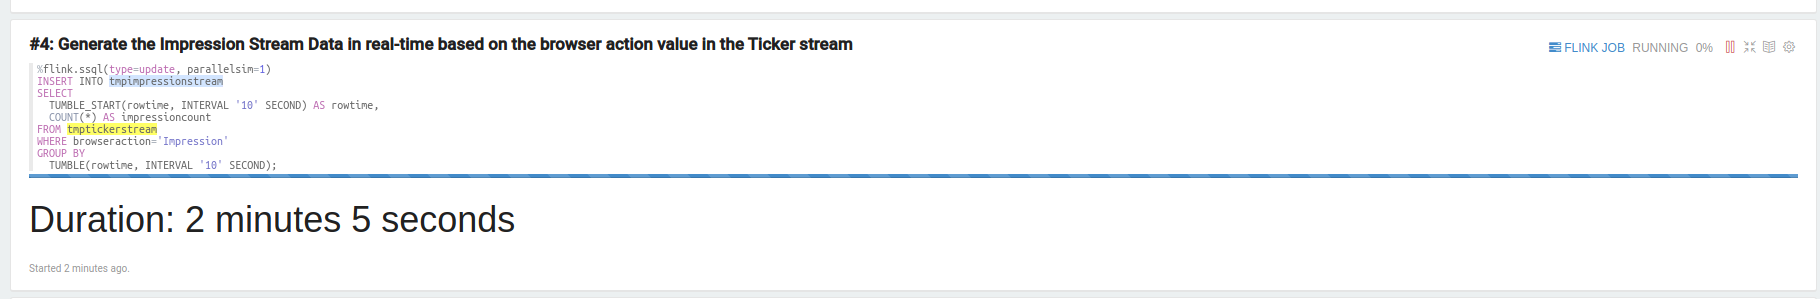 #4: Generate the Impression Stream Data in real-time based on the browser action value in the Ticker stream
FLINK JOB RUNNING 0%
%flink.ssql(type=update, parallelsim=1)
INSERT INTO tmpimpressionstream
SELECT
TUMBLE_START(rowtime, INTERVAL '10' SECOND) AS rowtime,
COUNT(*) AS impressioncount
FROM tmptickerstream
WHERE browseraction='Impression'
GROUP BY
TUMBLE(rowtime, INTERVAL '10' SECOND);
Duration: 2 minutes 5 seconds
Started 2 minutes ago.